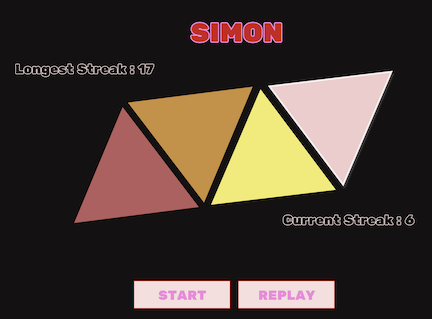 SIMON
Longest Streak : 17
Current Streak : 6
START
REPLAY